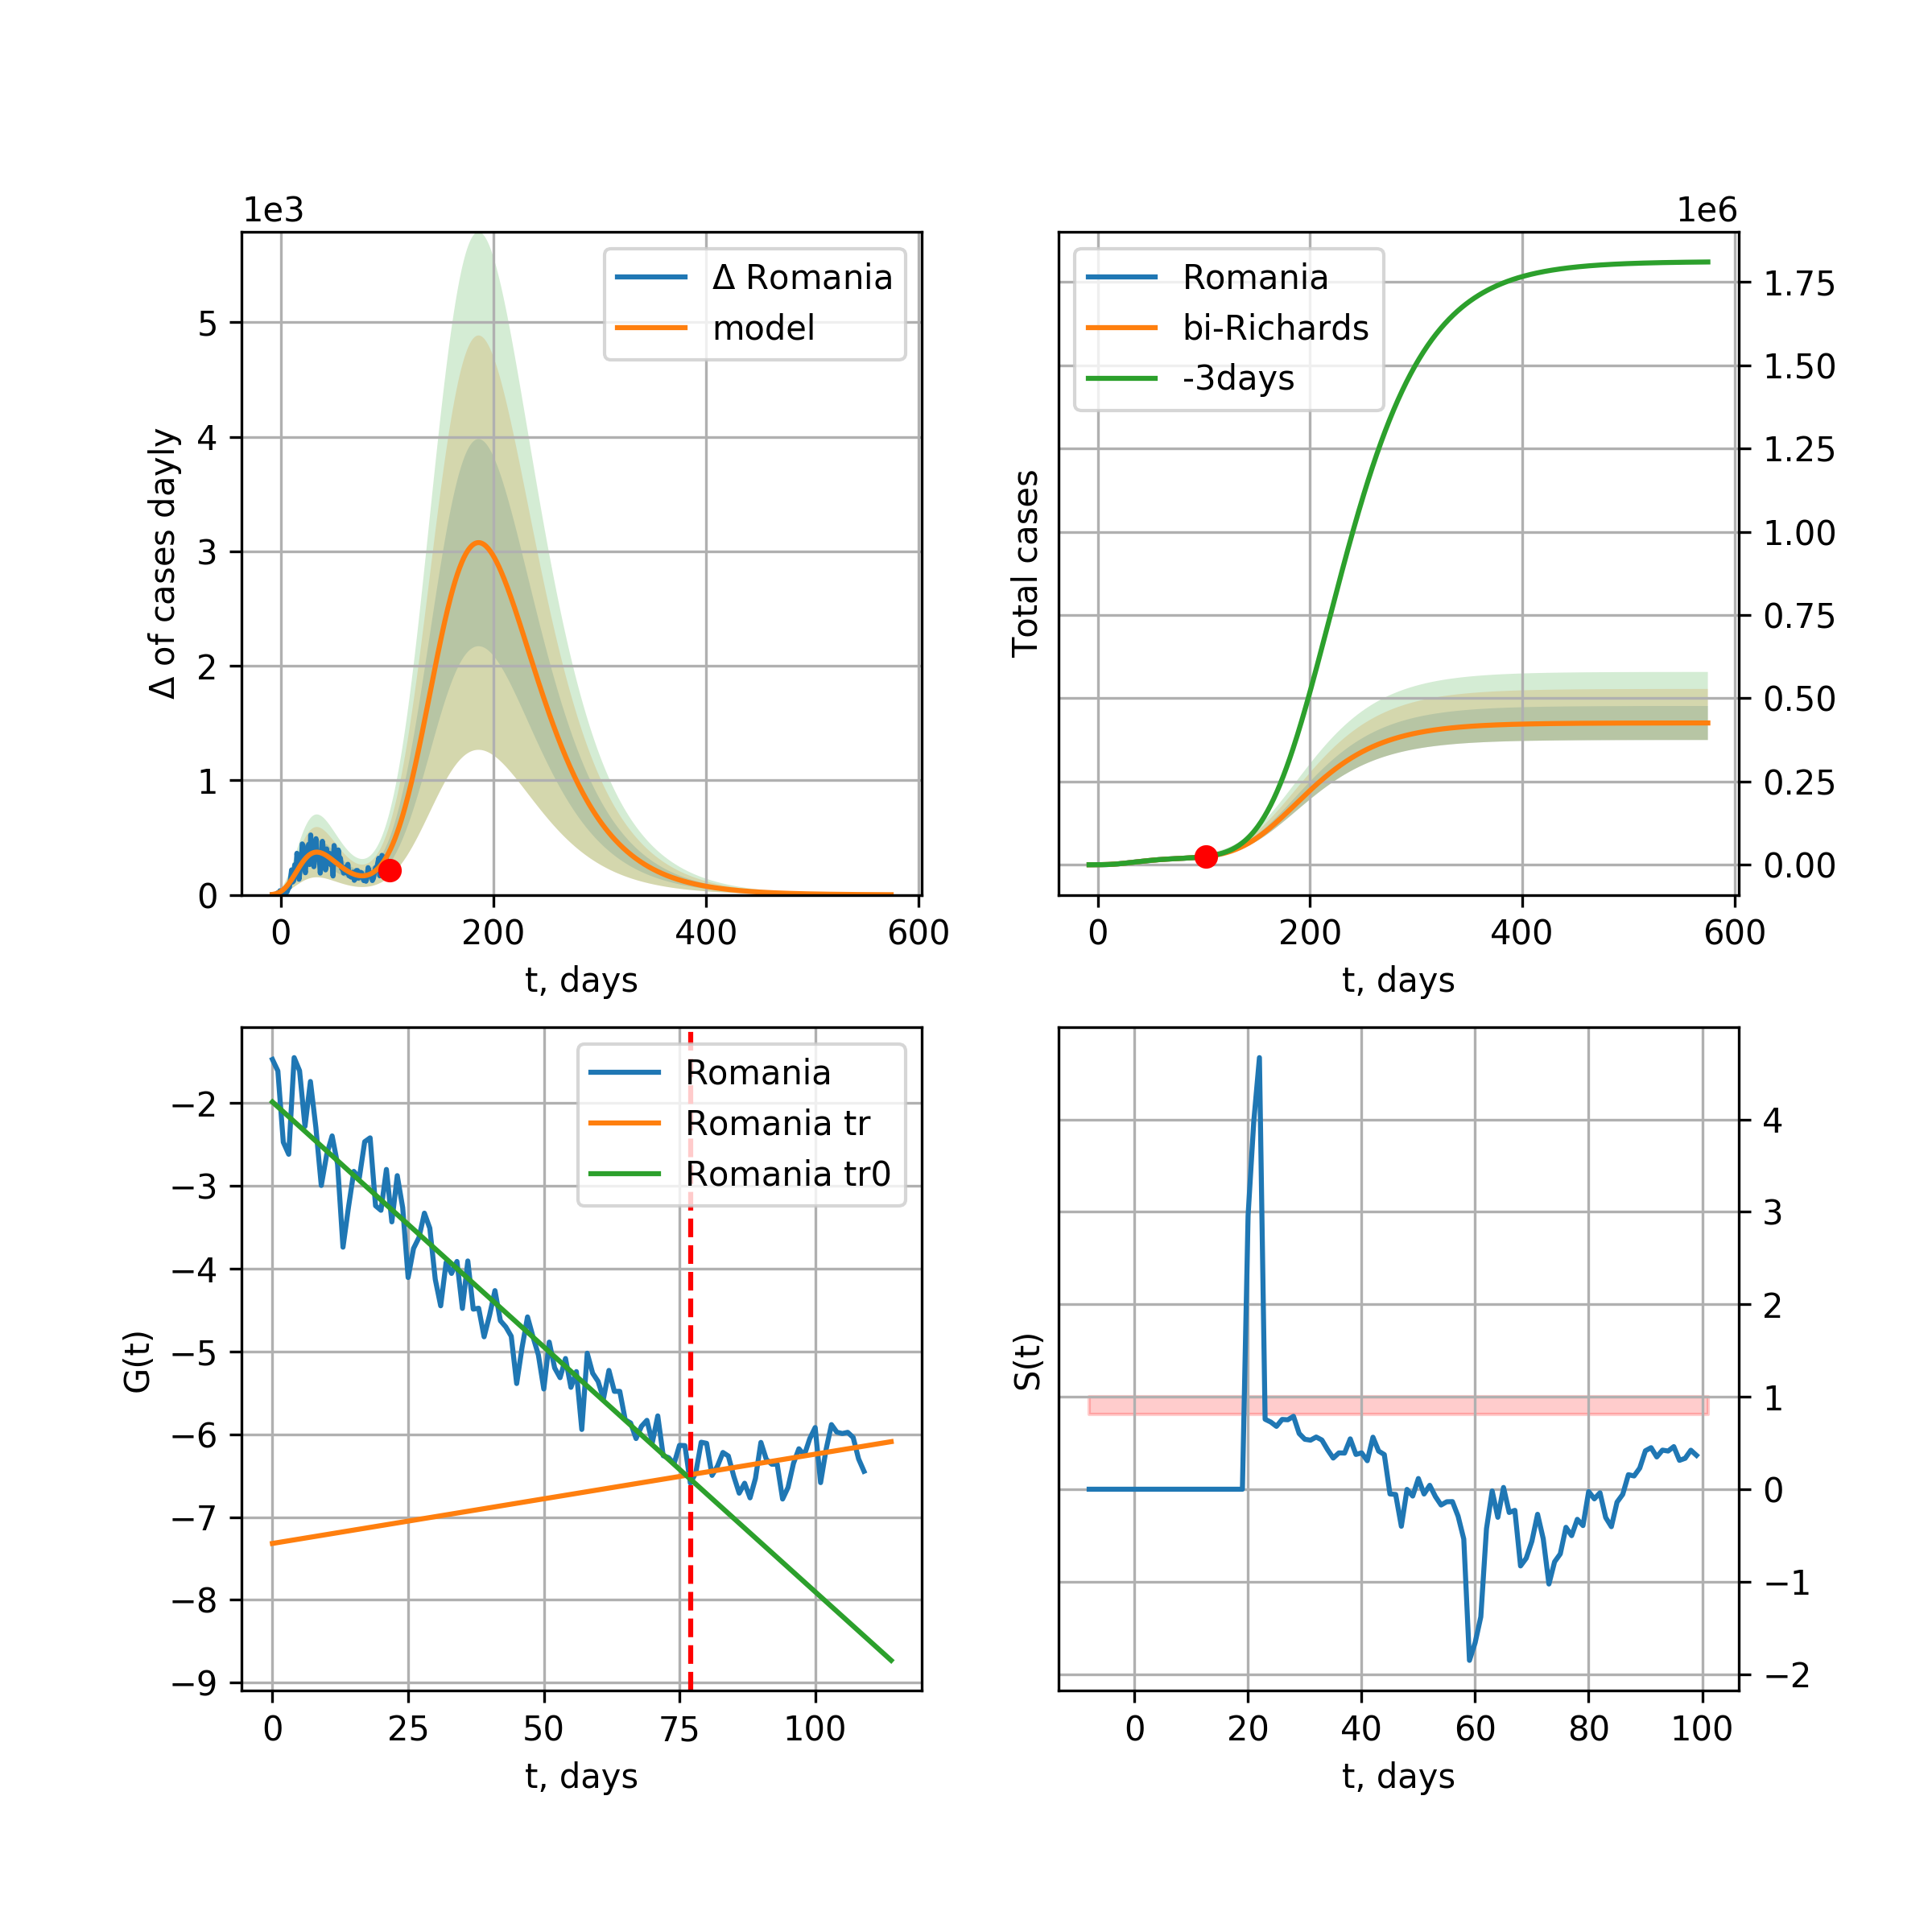 1e3
Δ of cases dayly
5
4
3
2
1
0
Δ Romania
model
0 200 400 600
t, days
1e6
Total cases
Romania
bi-Richards
-3days
1.75
1.50
1.25
1.00
0.75
0.50
0.25
0.00
0 200 400 600
t, days
G(t)
−2
−3
−4
−5
−6
−7
−8
−9
Romania
Romania tr
Romania tr0
0 25 50 75 100
t, days
S(t)
4
3
2
1
0
−1
−2
0 20 40 60 80 100
t, days